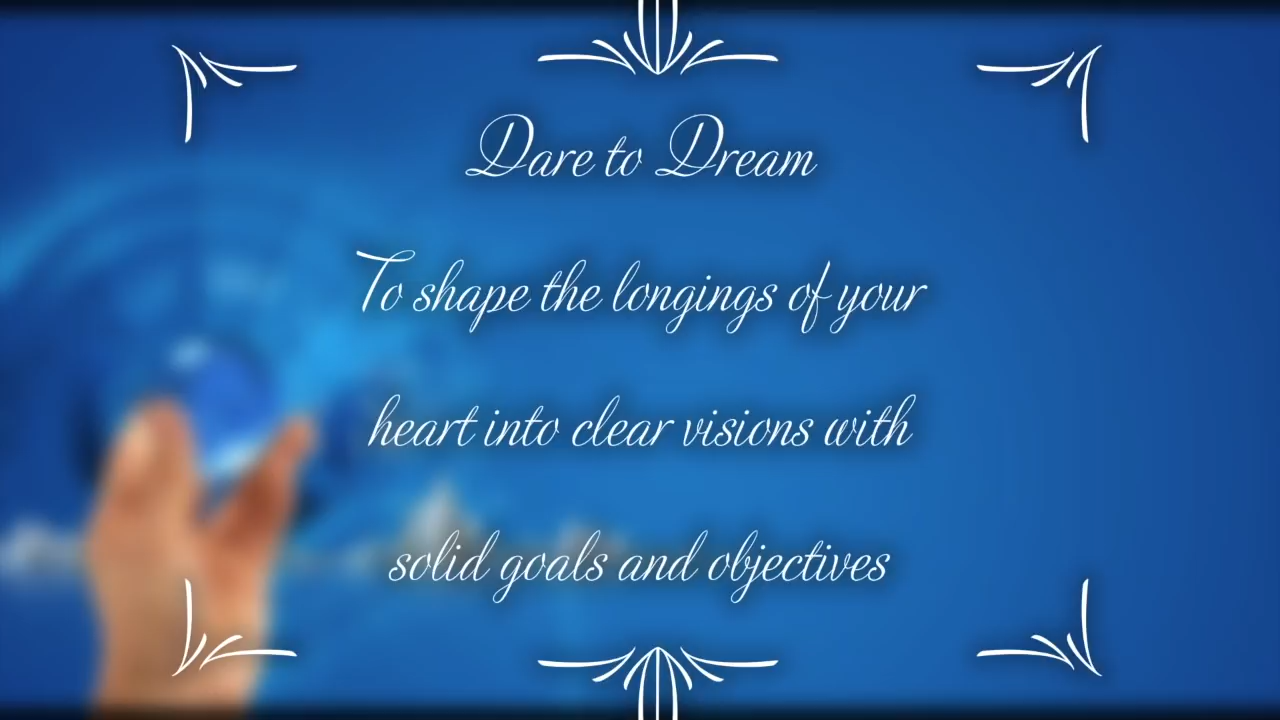 Dare to Dream
To shape the longings of your
heart into clear visions with
solid goals and objectives